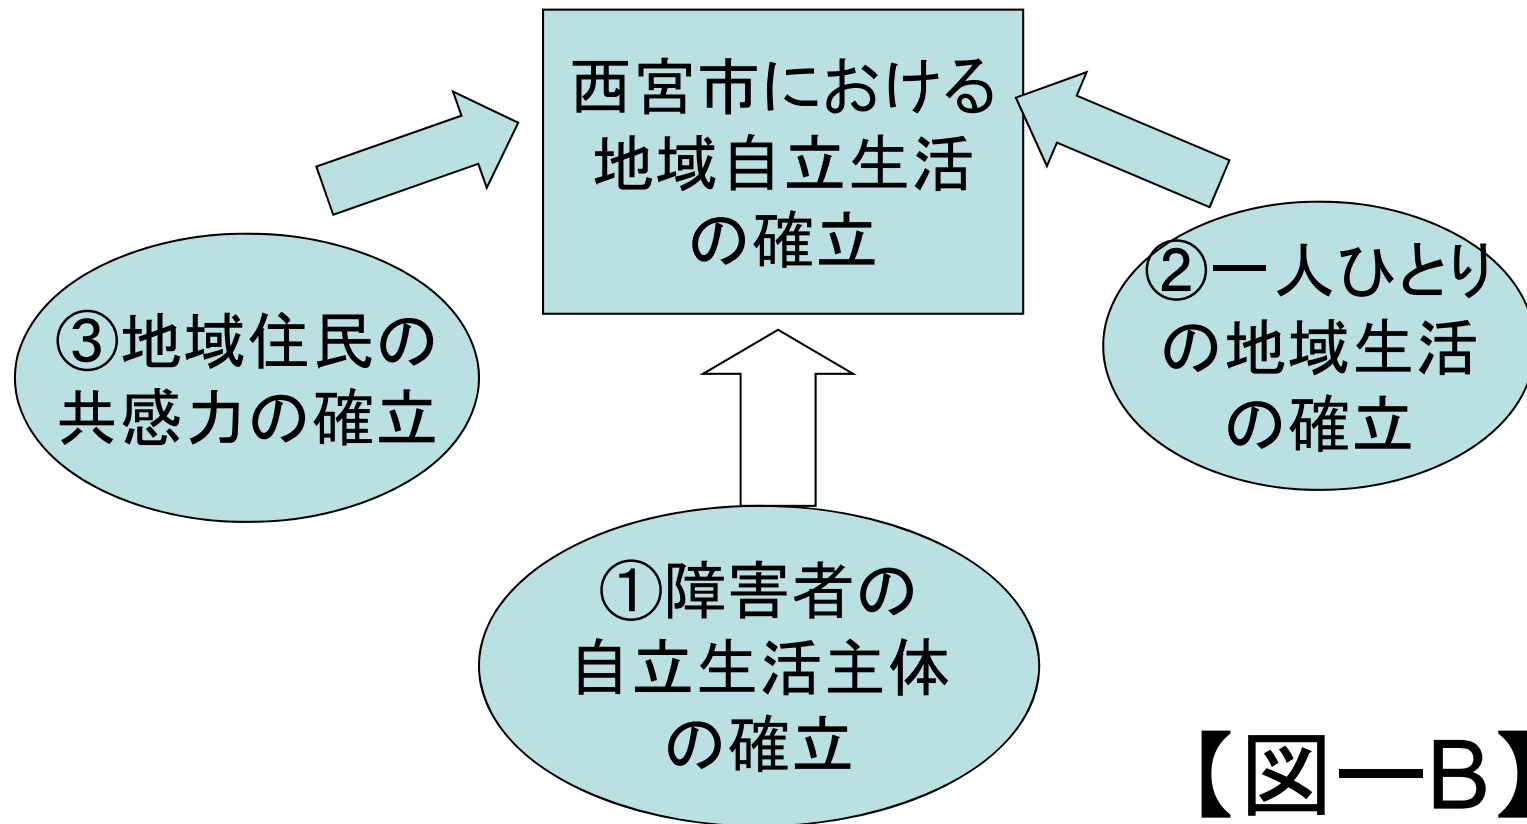 西宮市における
地域自立生活
の確立
②一人ひとり
の地域生活
の確立
③地域住民の
共感力の確立
①障害者の
自立生活主体
の確立
【図―B】